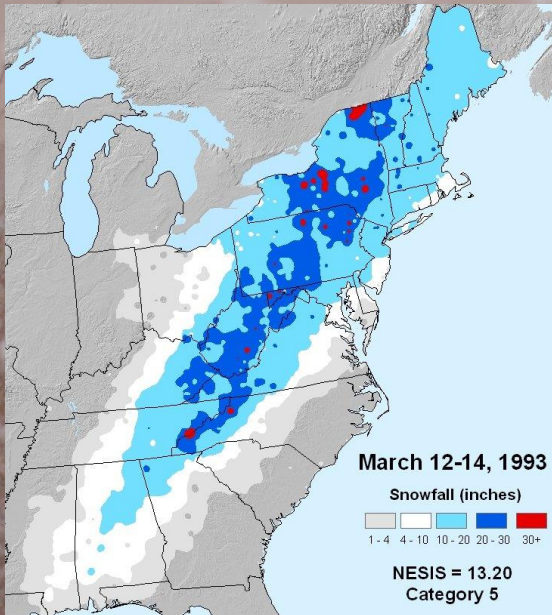 March 12-14, 1993
Snowfall (inches)
1 - 4 4 - 10 10 - 20 20 - 30 30+
NESIS = 13.20
Category 5